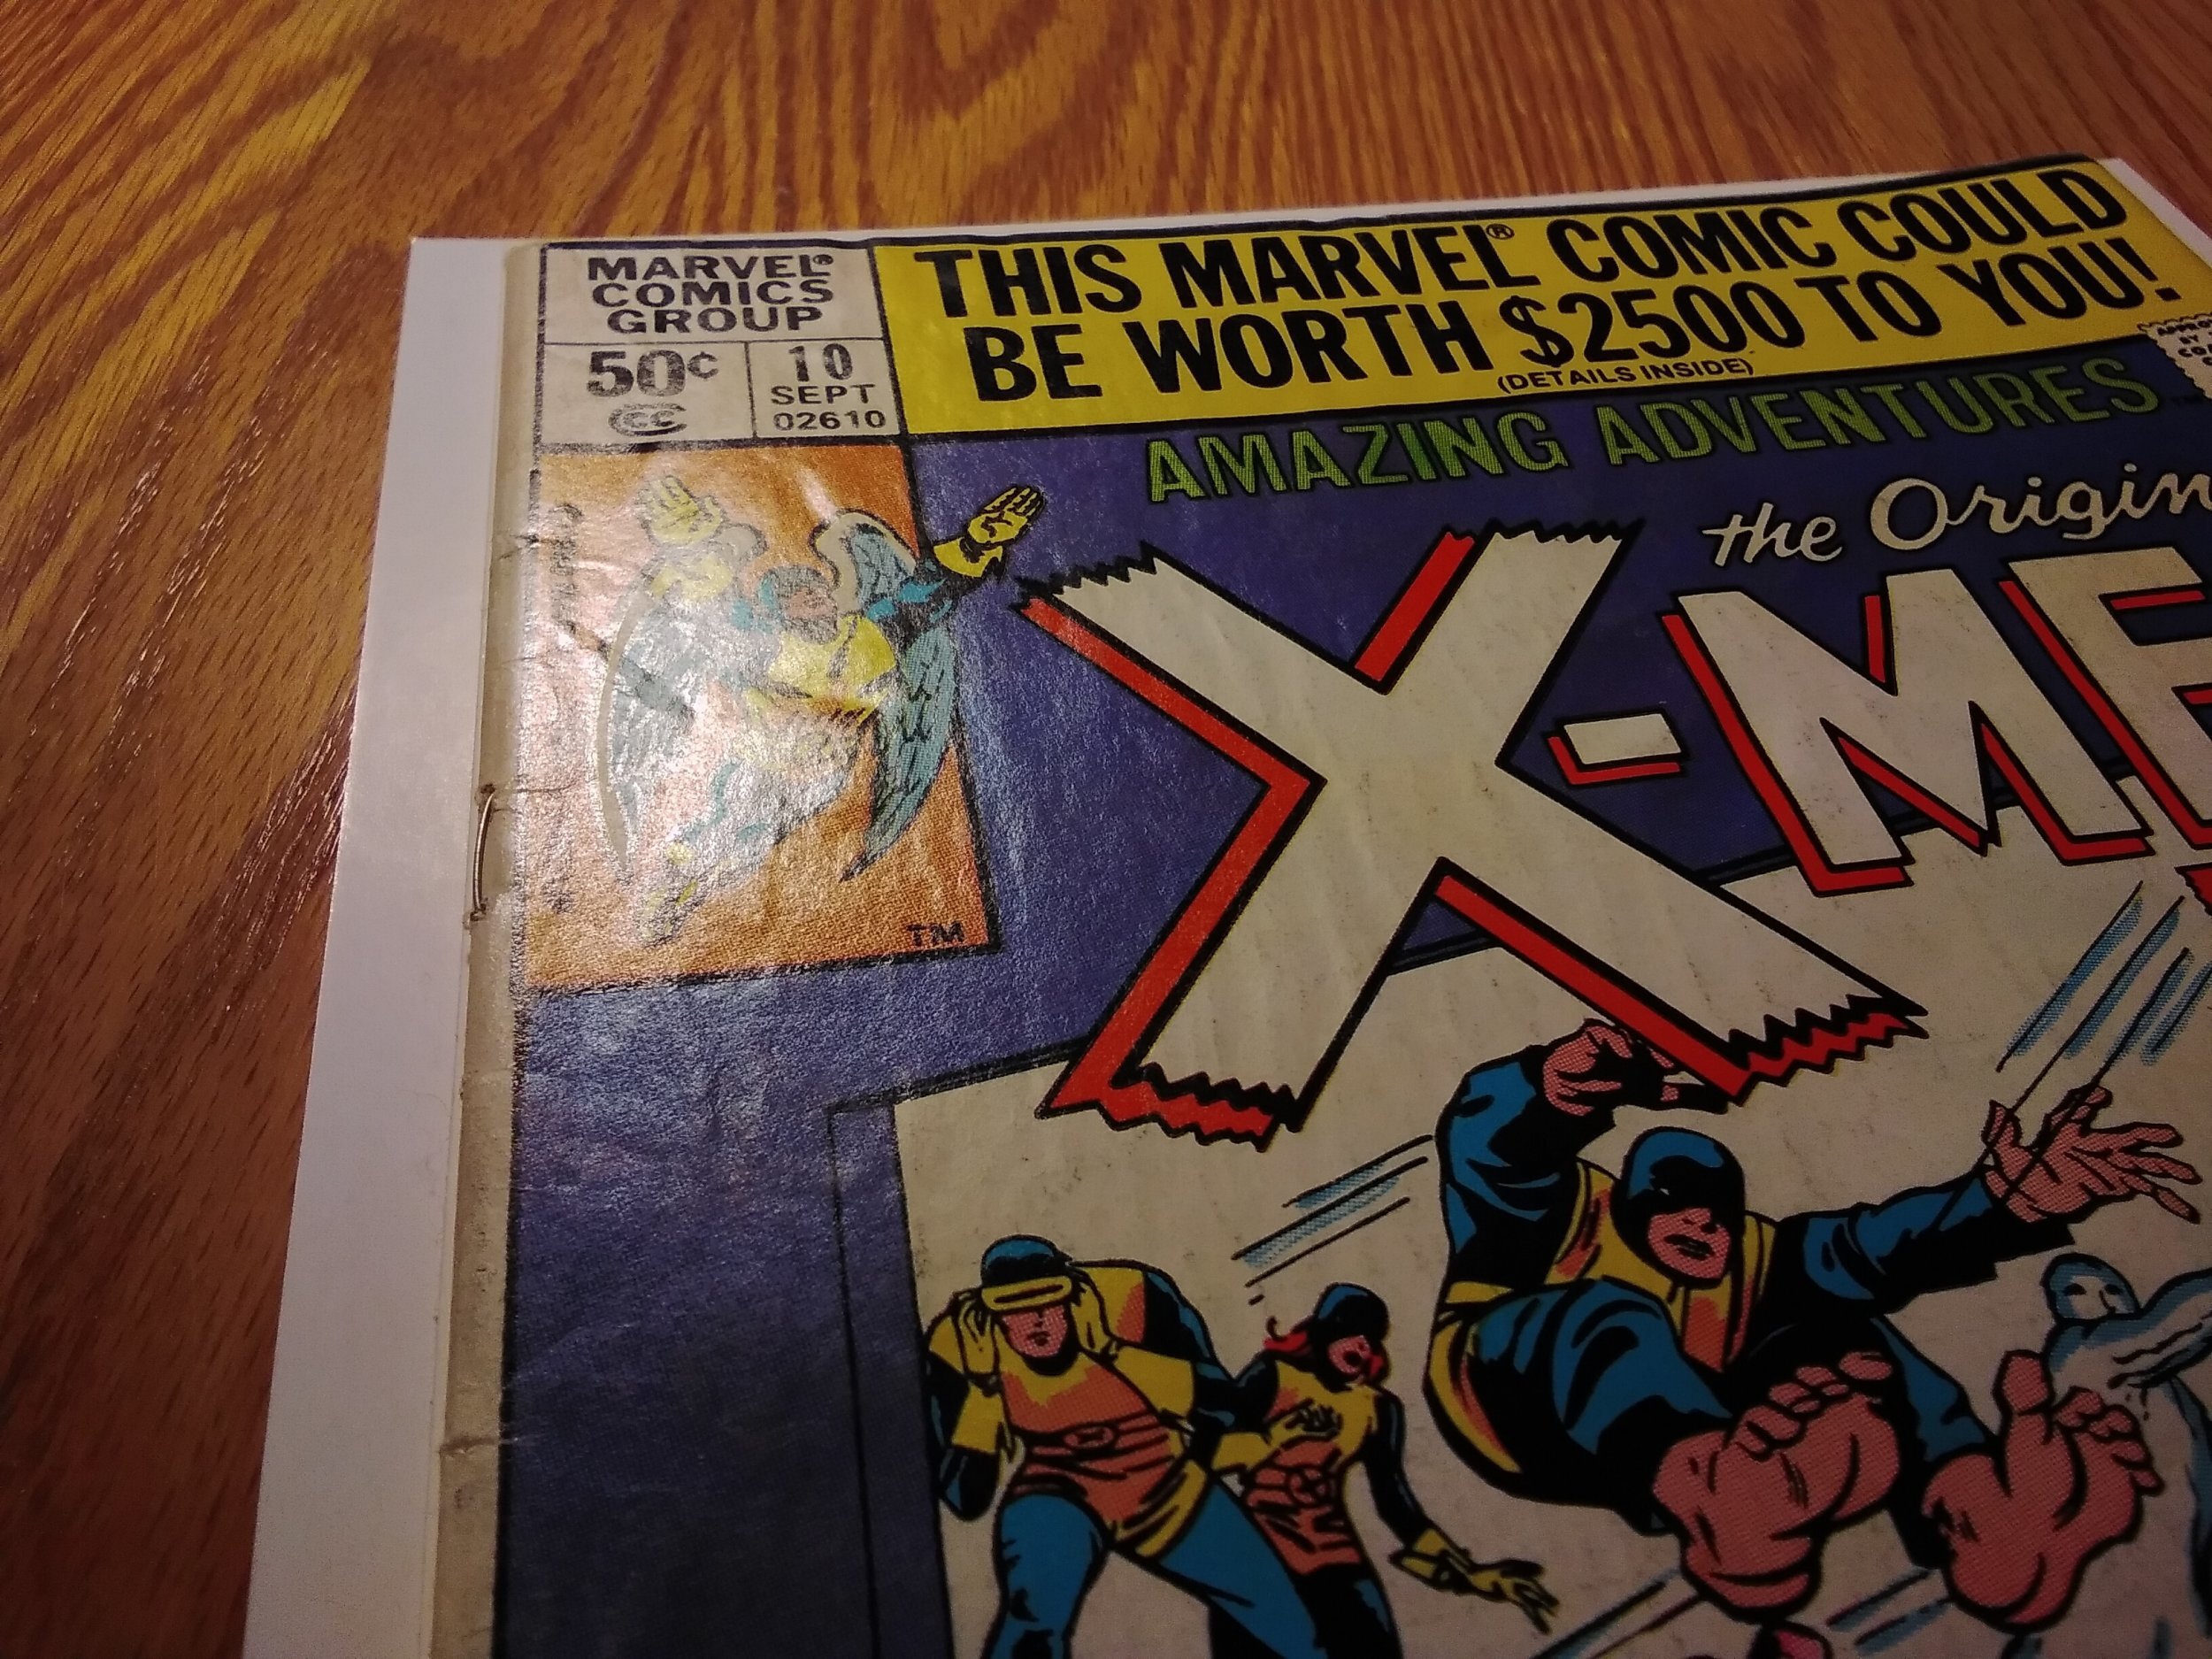 MARVEL®
COMICS
GROUP
50¢
CC
10
SEPT
02610
THIS MARVEL® COMIC COULD
BE WORTH $2500 TO YOU!
(DETAILS INSIDE)
AMAZING ADVENTURES
the Origin
X-ME
TM